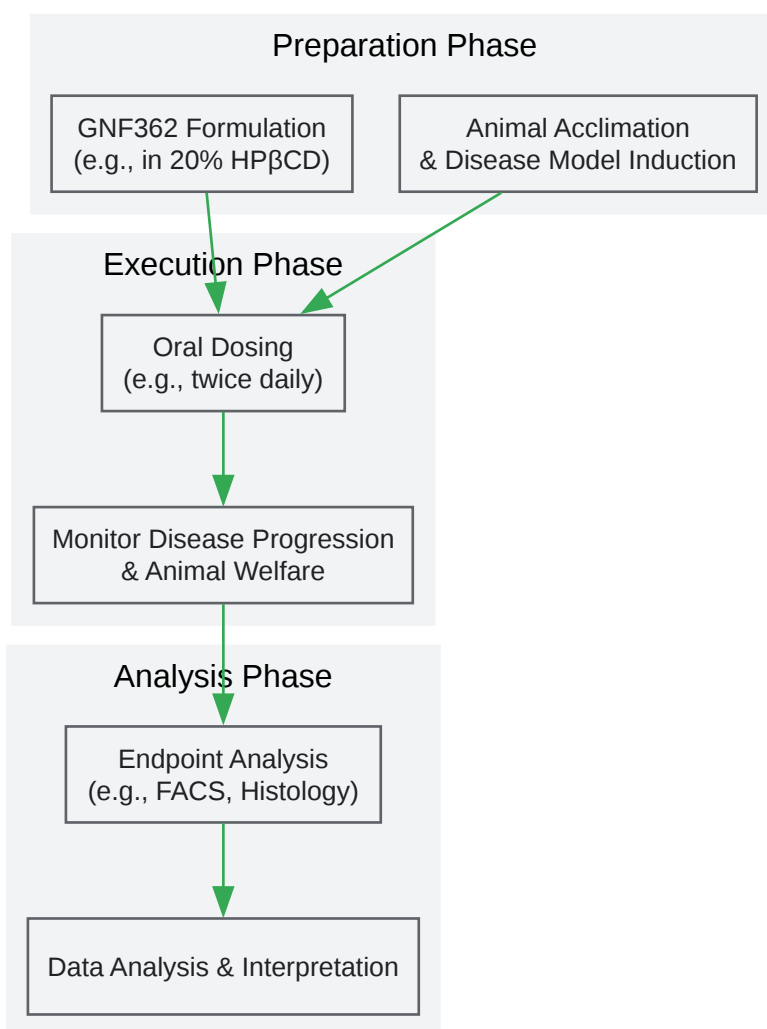 Preparation Phase
GNF362 Formulation
(e.g., in 20% HPβCD)
Animal Acclimation
& Disease Model Induction
Execution Phase
Oral Dosing
(e.g., twice daily)
Monitor Disease Progression
& Animal Welfare
Analysis Phase
Endpoint Analysis
(e.g., FACS, Histology)
Data Analysis & Interpretation